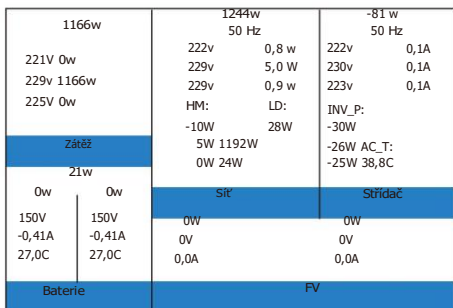 1166w
221V 0w
229v 1166w
225V 0w
Zátěž
1244w
50 Hz
222v 0,8 w
229v 5,0 W
229v 0,9 w
HM: LD:
-10W 28W
5W 1192W
0W 24W
Síť
-81 w
50 Hz
222v 0,1A
230v 0,1A
223v 0,1A
INV_P:
-30W
-26W AC_T:
-25W 38,8C
Střídač
21w
0w 0w
150V 150V
-0,41A -0,41A
27,0C 27,0C
Baterie
0W 0W
0V 0V
0,0A 0,0A
FV